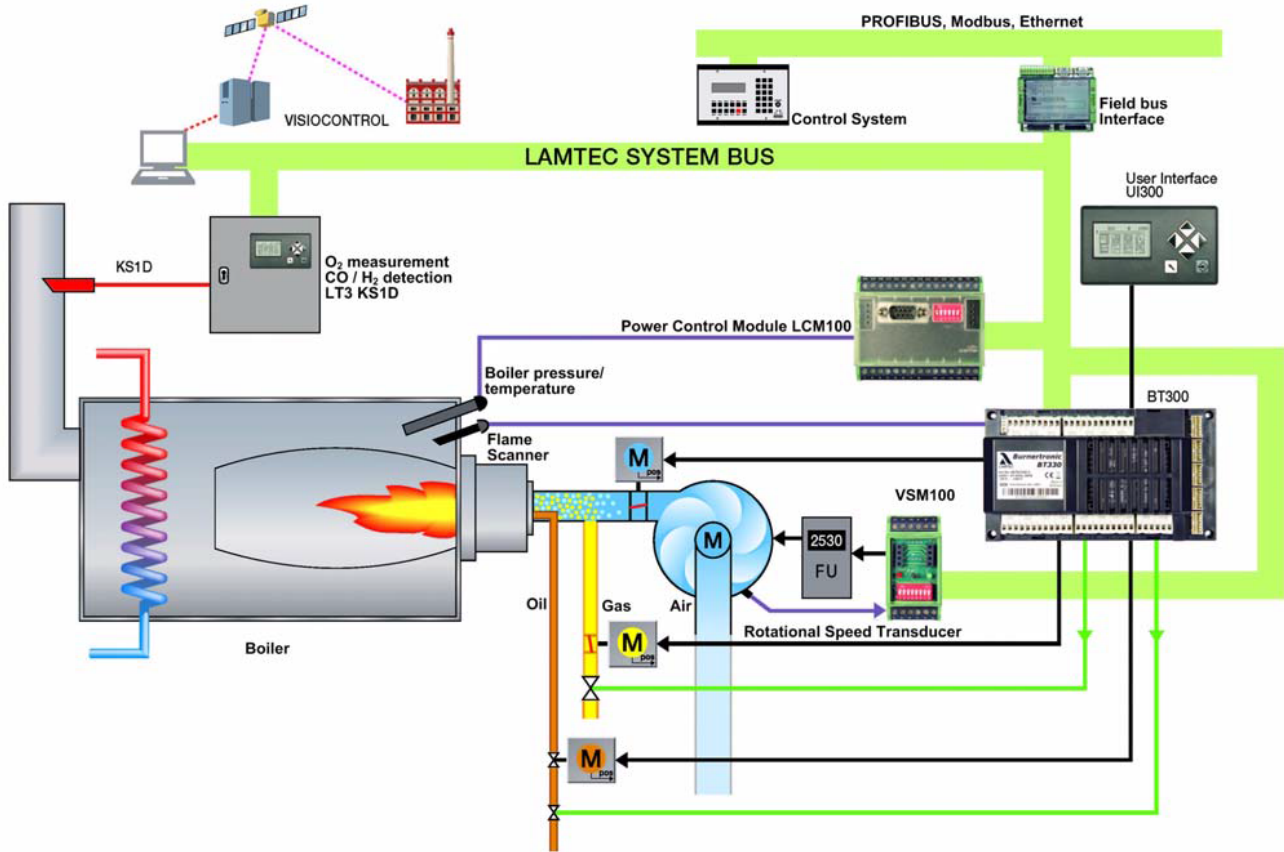 PROFIBUS, Modbus, Ethernet
VISIOCONTROL
Control System
Field bus
Interface
LAMTEC SYSTEM BUS
User Interface
UI300
KS1D
O₂ measurement
CO / H₂ detection
LT3 KS1D
Power Control Module LCM100
Boiler pressure/
temperature
BT300
Flame
Scanner
M
pos
LAMTEC
Burnertronic
BT330
VSM100
M
2530
FU
Oil
Gas
Air
Rotational Speed Transducer
M
pos
Boiler
M
pos